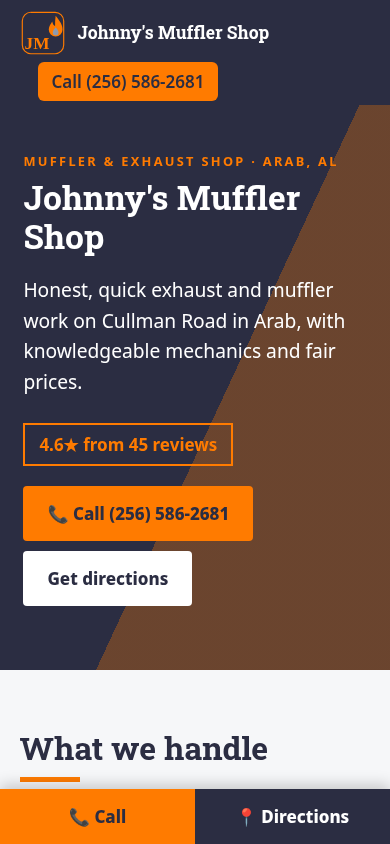 JM
Johnny's Muffler Shop
Call (256) 586-2681
MUFFLER & EXHAUST SHOP · ARAB, AL
Johnny's Muffler
Shop
Honest, quick exhaust and muffler
work on Cullman Road in Arab, with
knowledgeable mechanics and fair
prices.
4.6★ from 45 reviews
📞 Call (256) 586-2681
Get directions
What we handle
📞 Call
📍 Directions